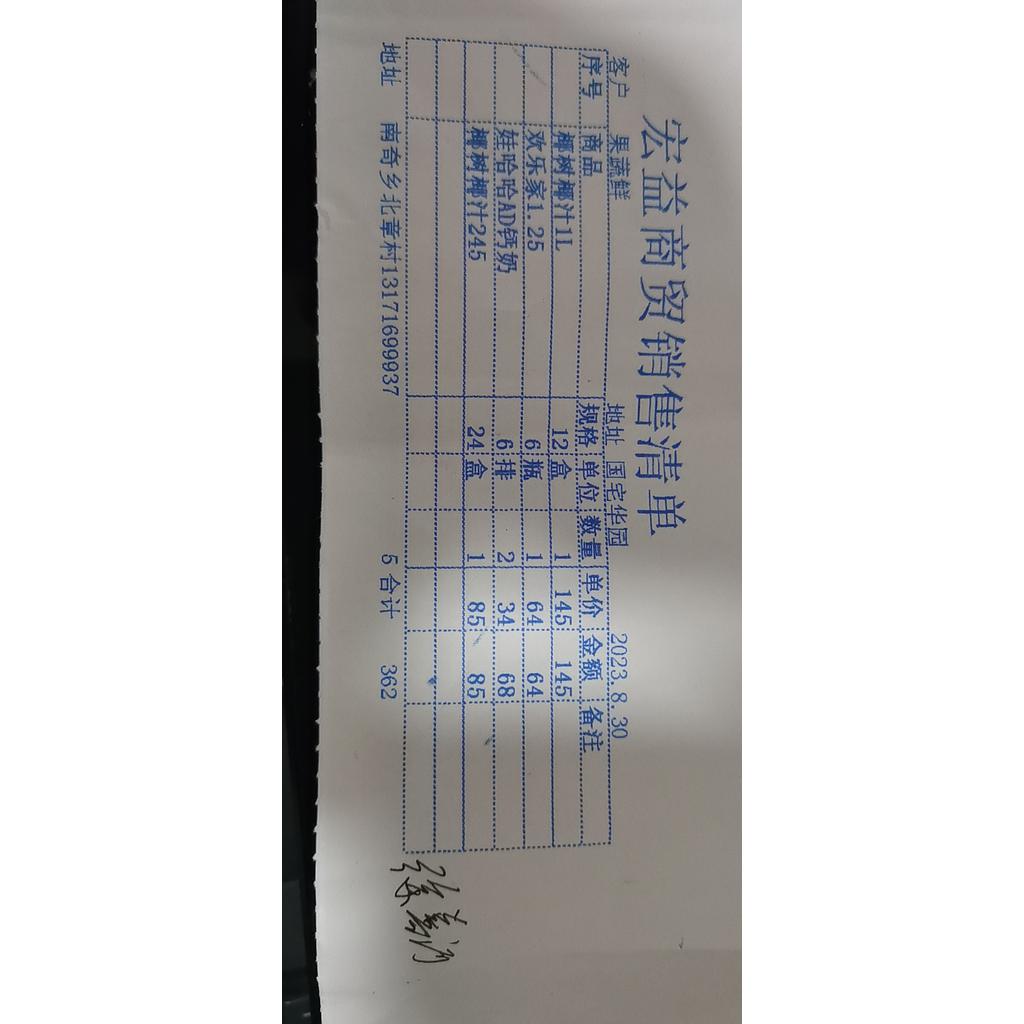 宏益商贸销售清单
客户 果蔬鲜 地址 国宅华园 2023.8.30
序号 商品 规格 单位 数量 单价 金额 备注
椰树椰汁1L 12 盒 1 145 145
欢乐家1.25 6 瓶 1 64 64
娃哈哈AD钙奶 6 排 2 34 68
椰树椰汁245 24 盒 1 85 85
地址 南奇乡北章村13171699937 5 合计 362